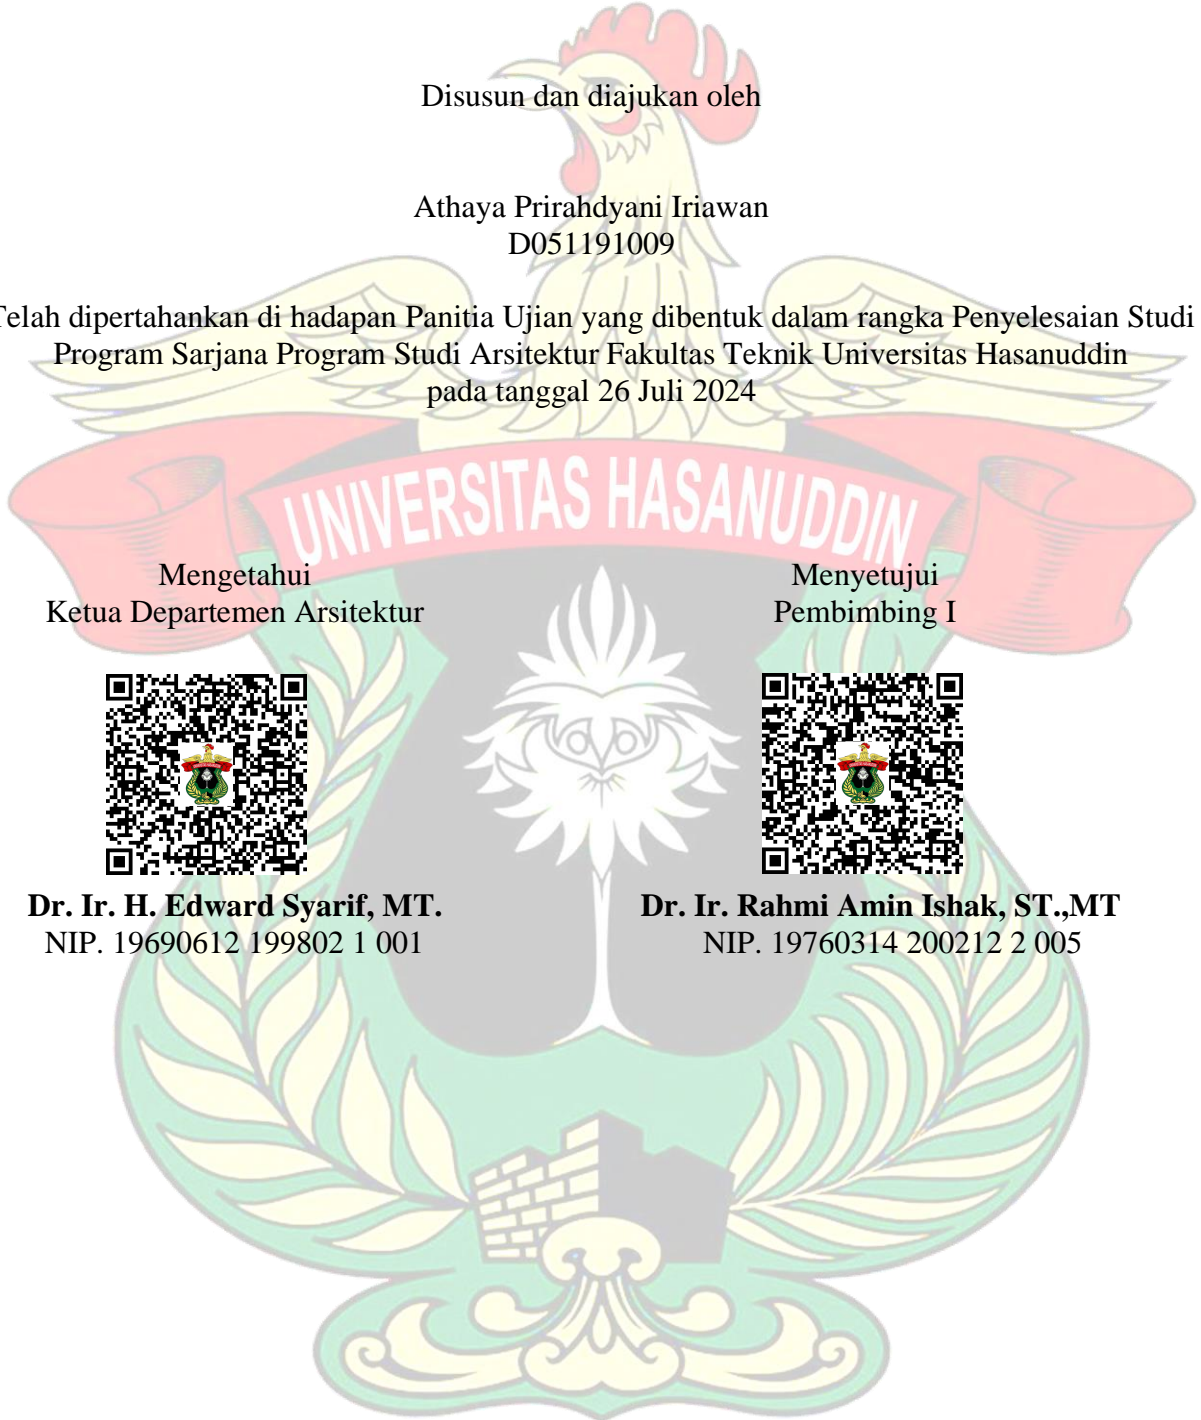 Disusun dan diajukan oleh
Athaya Prirahdyani Iriawan
D051191009
Telah dipertahankan di hadapan Panitia Ujian yang dibentuk dalam rangka Penyelesaian Studi
Program Sarjana Program Studi Arsitektur Fakultas Teknik Universitas Hasanuddin
pada tanggal 26 Juli 2024
UNIVERSITAS HASANUDDIN
Mengetahui
Ketua Departemen Arsitektur
Menyetujui
Pembimbing I
Dr. Ir. H. Edward Syarif, MT.
NIP. 19690612 199802 1 001
Dr. Ir. Rahmi Amin Ishak, ST.,MT
NIP. 19760314 200212 2 005